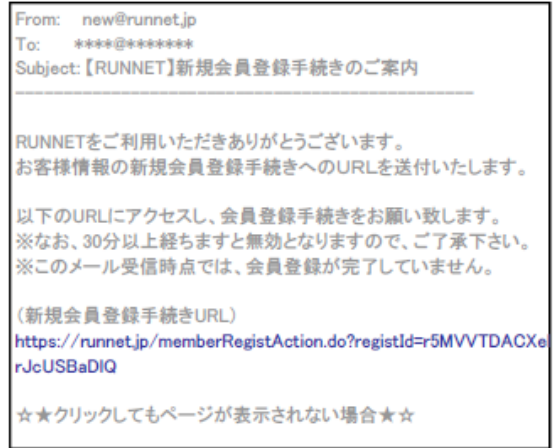 From: new@runnet.jp
To: ****@*******
Subject:【RUNNET】新規会員登録手続きのご案内
------------------------------------------------
RUNNETをご利用いただきありがとうございます。
お客様情報の新規会員登録手続きへのURLを送付いたします。
以下のURLにアクセスし、会員登録手続きをお願い致します。
※なお、30分以上経ちますと無効となりますので、ご了承下さい。
※このメール受信時点では、会員登録が完了していません。
(新規会員登録手続きURL)
https://runnet.jp/memberRegistAction.do?registId=r5MVVTDACXe
rJcUSBaDIQ
☆★クリックしてもページが表示されない場合★☆